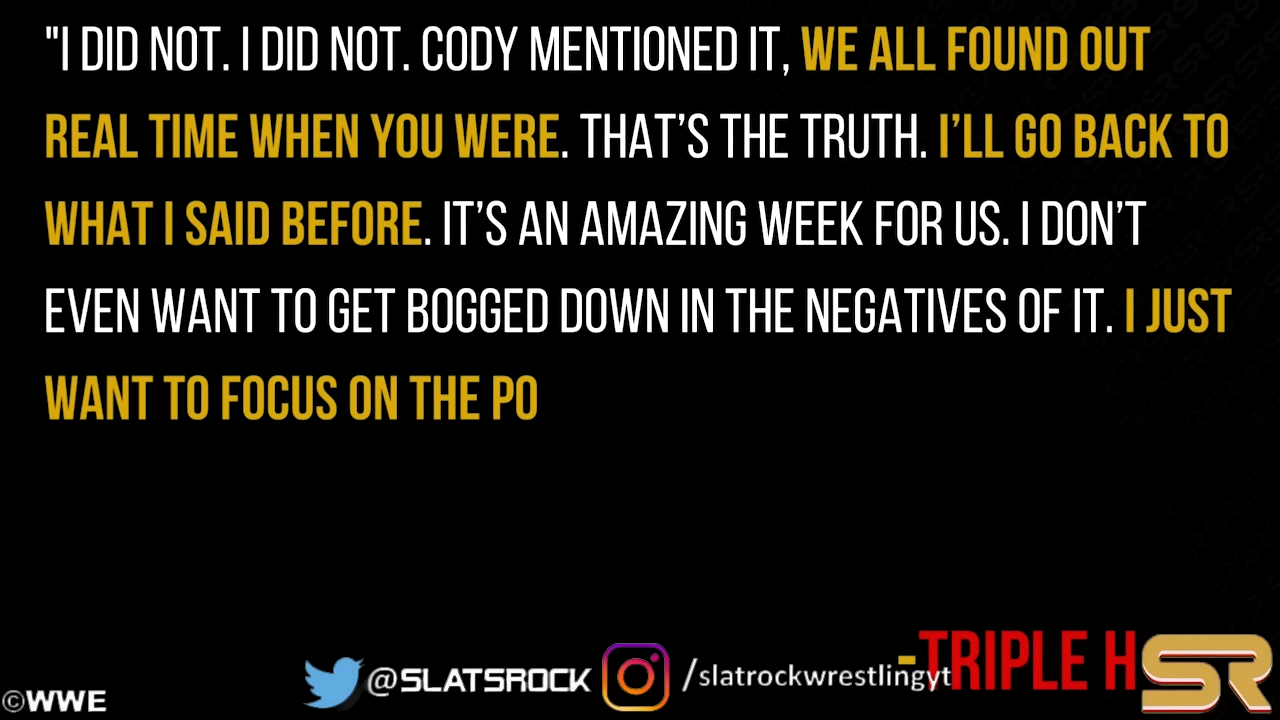 "I DID NOT. I DID NOT. CODY MENTIONED IT, WE ALL FOUND OUT
REAL TIME WHEN YOU WERE. THAT’S THE TRUTH. I’LL GO BACK TO
WHAT I SAID BEFORE. IT’S AN AMAZING WEEK FOR US. I DON’T
EVEN WANT TO GET BOGGED DOWN IN THE NEGATIVES OF IT. I JUST
WANT TO FOCUS ON THE PO
-TRIPLE H
©WWE
@SLATSROCK
/slatrockwrestlingyt
SR